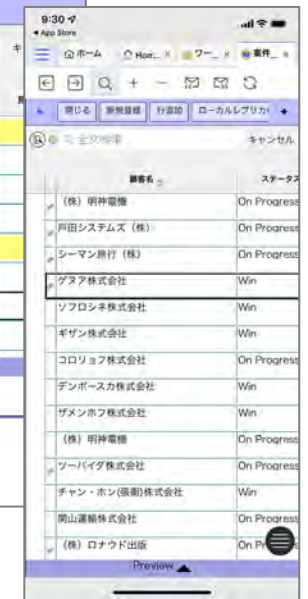 9:30
App Store
ホーム Hon... × ワー... × 案件...
閉じる 新規登録 行追加 ローカルレプリカ
全文検索 キャンセル
顧客名 ステータス
(株) 明神電機 On Progress
戸田システムズ (株) On Progress
シーマン旅行 (株) On Progress
ゲヌア株式会社 Win
ソフロシネ株式会社 Win
ギザン株式会社 Win
コロリョフ株式会社 On Progress
デンポースカ株式会社 Win
ザメンホフ株式会社 Win
(株) 明神電機 On Progress
ツーバイダ株式会社 On Progress
チャン・ホン(張衡)株式会社 Win
関山運輸株式会社 On Progress
(株) ロナウド出版 On Pr
Preview